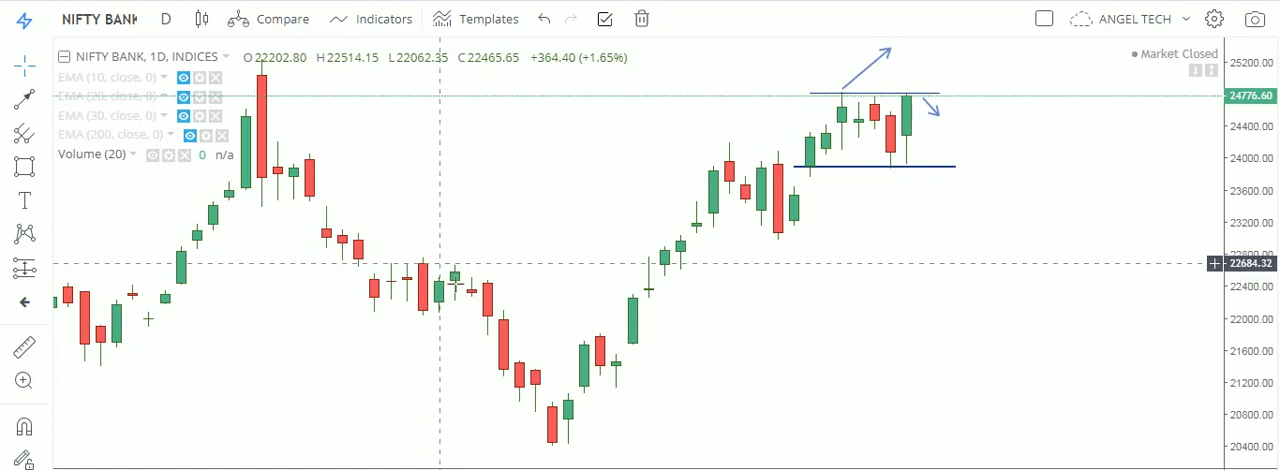 NIFTY BANK D Compare Indicators Templates ANGEL TECH
NIFTY BANK, 1D, INDICES O 22202.80 H 22514.15 L 22062.35 C 22465.65 +364.40 (+1.65%) Market Closed
EMA (10, close, 0)
EMA (20, close, 0)
EMA (30, close, 0)
EMA (200, close, 0)
Volume (20) 0 n/a
25200.00
24776.60
24400.00
24000.00
23600.00
23200.00
22800.00
22684.32
22400.00
22000.00
21600.00
21200.00
20800.00
20400.00
T